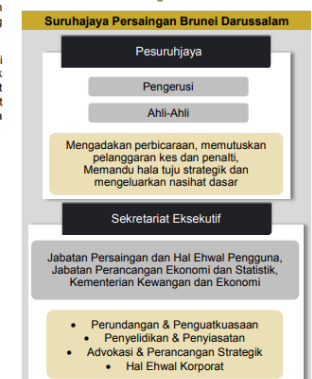 Suruhajaya Persaingan Brunei Darussalam
Pesuruhjaya
Pengerusi
Ahli-Ahli
Mengadakan perbicaraan, memutuskan
pelanggaran kes dan penalti,
Memandu hala tuju strategik dan
mengeluarkan nasihat dasar
Sekretariat Eksekutif
Jabatan Persaingan dan Hal Ehwal Pengguna,
Jabatan Perancangan Ekonomi dan Statistik,
Kementerian Kewangan dan Ekonomi
• Perundangan & Penguatkuasaan
• Penyelidikan & Penyiasatan
• Advokasi & Perancangan Strategik
• Hal Ehwal Korporat